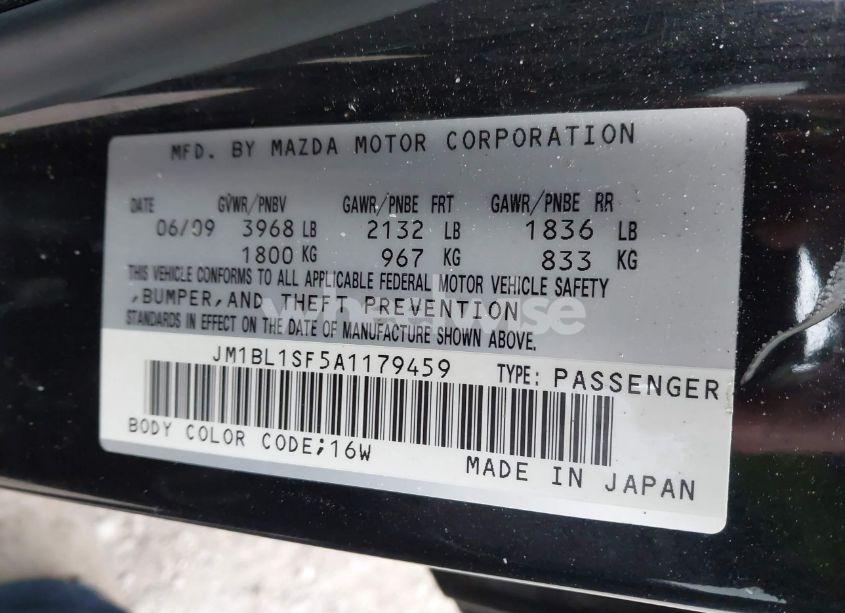 MFD. BY MAZDA MOTOR CORPORATION
DATE GVWR/PNBV GAWR/PNBE FRT GAWR/PNBE RR
06/09 3968 LB 2132 LB 1836 LB
1800 KG 967 KG 833 KG
THIS VEHICLE CONFORMS TO ALL APPLICABLE FEDERAL MOTOR VEHICLE SAFETY
,BUMPER,AND THEFT PREVENTION
STANDARDS IN EFFECT ON THE DATE OF MANUFACTURE SHOWN ABOVE.
JM1BL1SF5A1179459 TYPE: PASSENGER
BODY COLOR CODE;16W
MADE IN JAPAN